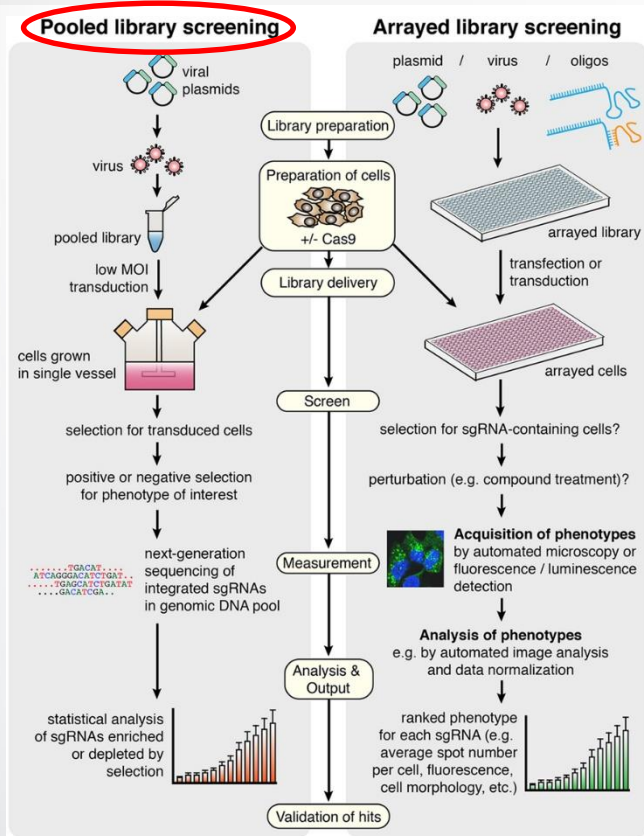 Pooled library screening
viral
plasmids
virus
pooled library
low MOI
transduction
cells grown
in single vessel
selection for transduced cells
positive or negative selection
for phenotype of interest
......TGACAT....
ATCAGGGACATCTGAT..
.....TGAGCATCTGATAT
....GACATCGA..
next-generation
sequencing of
integrated sgRNAs
in genomic DNA pool
statistical analysis
of sgRNAs enriched
or depleted by
selection
Library preparation
Preparation of cells
+/- Cas9
Library delivery
Screen
Measurement
Analysis &
Output
Validation of hits
Arrayed library screening
plasmid / virus / oligos
arrayed library
transfection or
transduction
arrayed cells
selection for sgRNA-containing cells?
perturbation (e.g. compound treatment)?
Acquisition of phenotypes
by automated microscopy or
fluorescence / luminescence
detection
Analysis of phenotypes
e.g. by automated image analysis
and data normalization
ranked phenotype
for each sgRNA (e.g.
average spot number
per cell, fluorescence,
cell morphology, etc.)